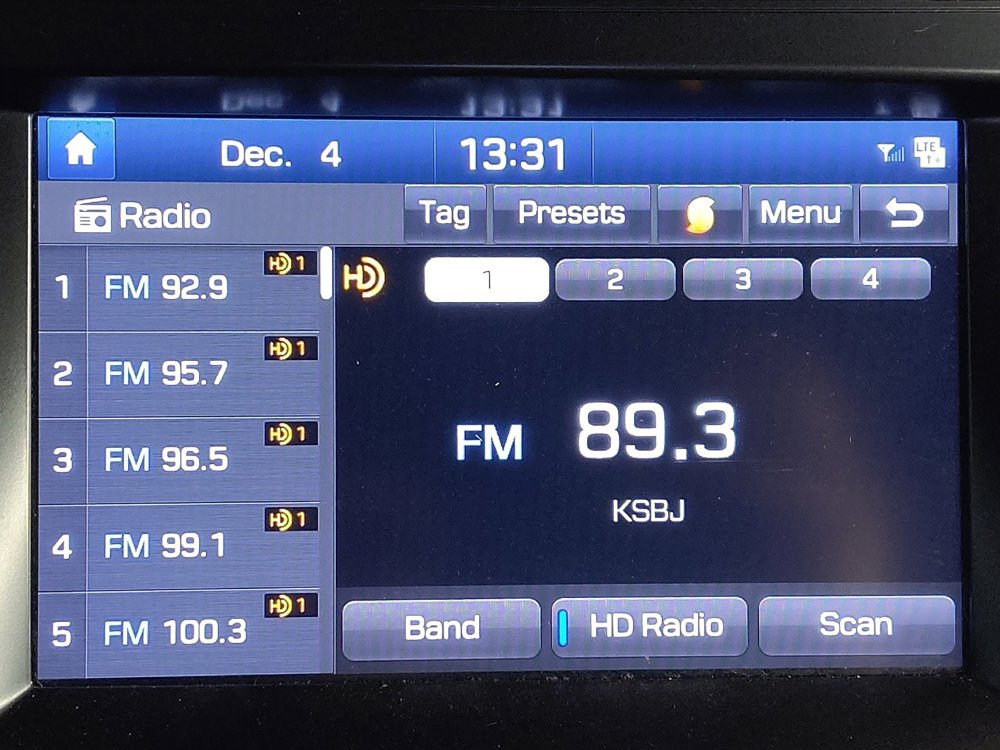 Dec. 4 13:31 LTE
Radio Tag Presets Menu
1 FM 92.9 HD 1
2 FM 95.7 HD 1
3 FM 96.5 HD 1
4 FM 99.1 HD 1
5 FM 100.3 HD 1
HD 1 2 3 4
FM 89.3
KSBJ
Band HD Radio Scan